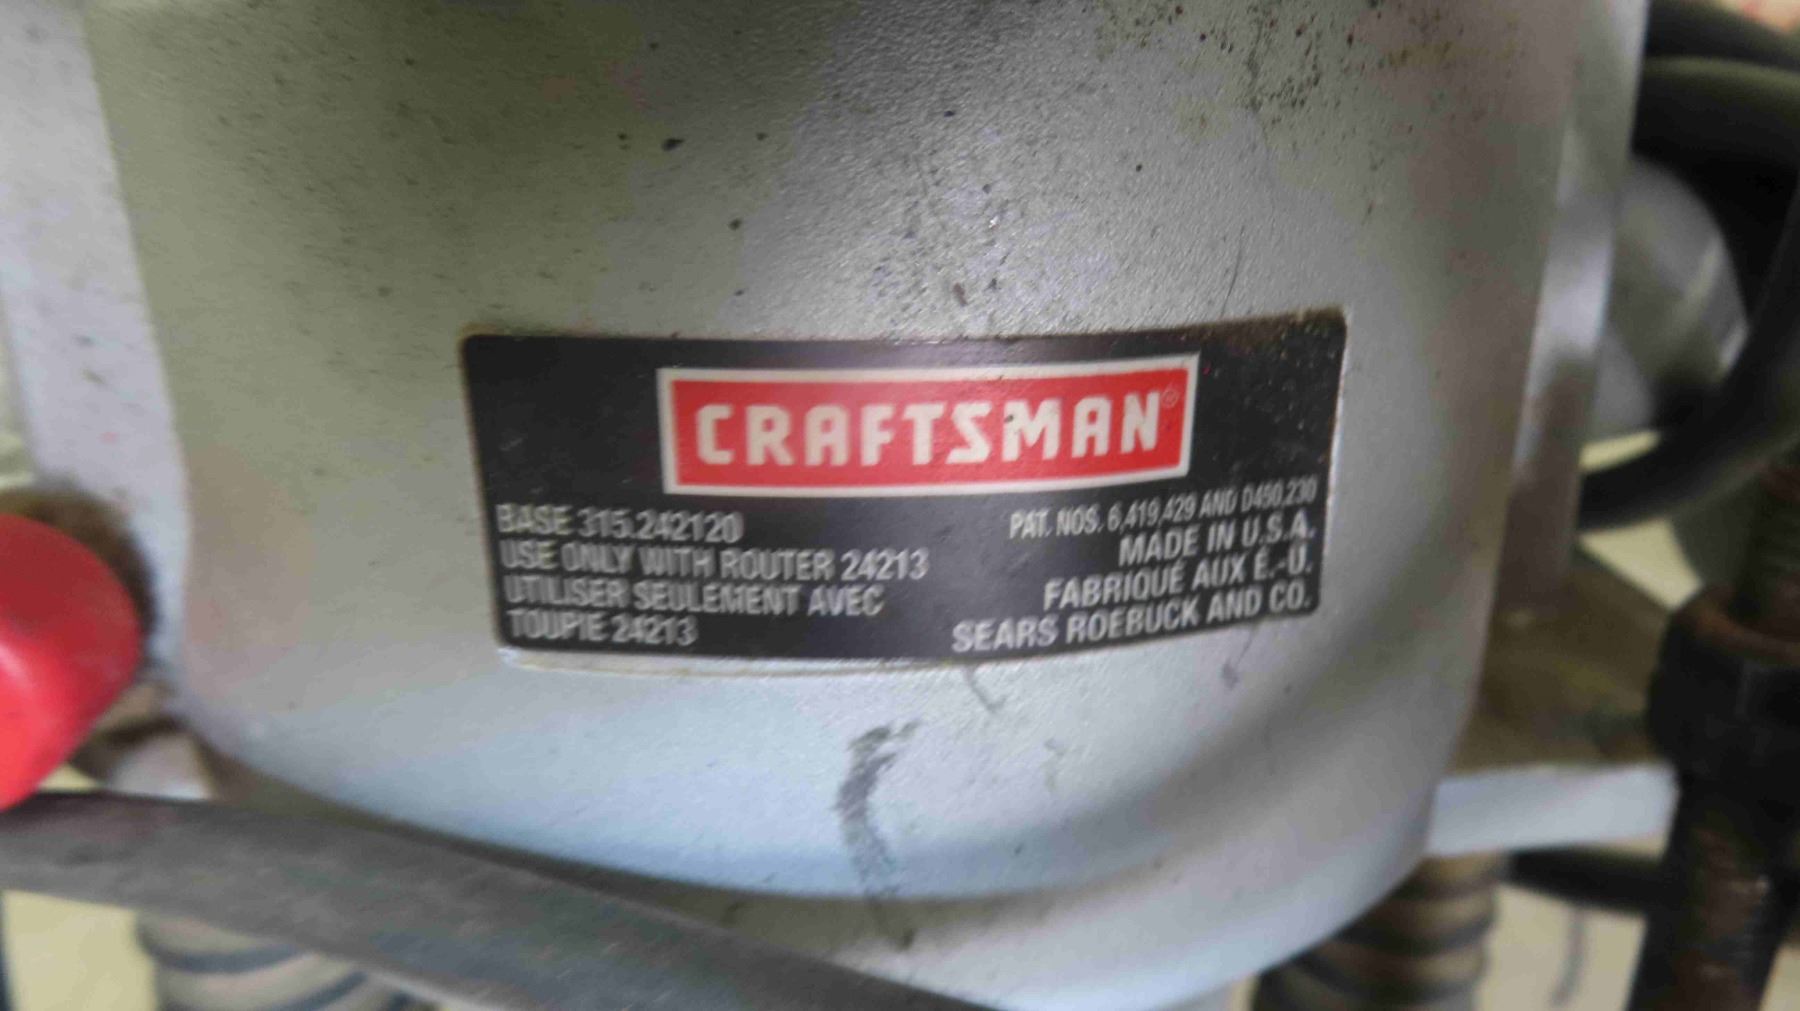 CRAFTSMAN®
BASE 315.242120
USE ONLY WITH ROUTER 24213
UTILISER SEULEMENT AVEC
TOUPIE 24213
PAT. NOS. 6,419,429 AND D490,230
MADE IN U.S.A.
FABRIQUÉ AUX É.-U.
SEARS ROEBUCK AND CO.